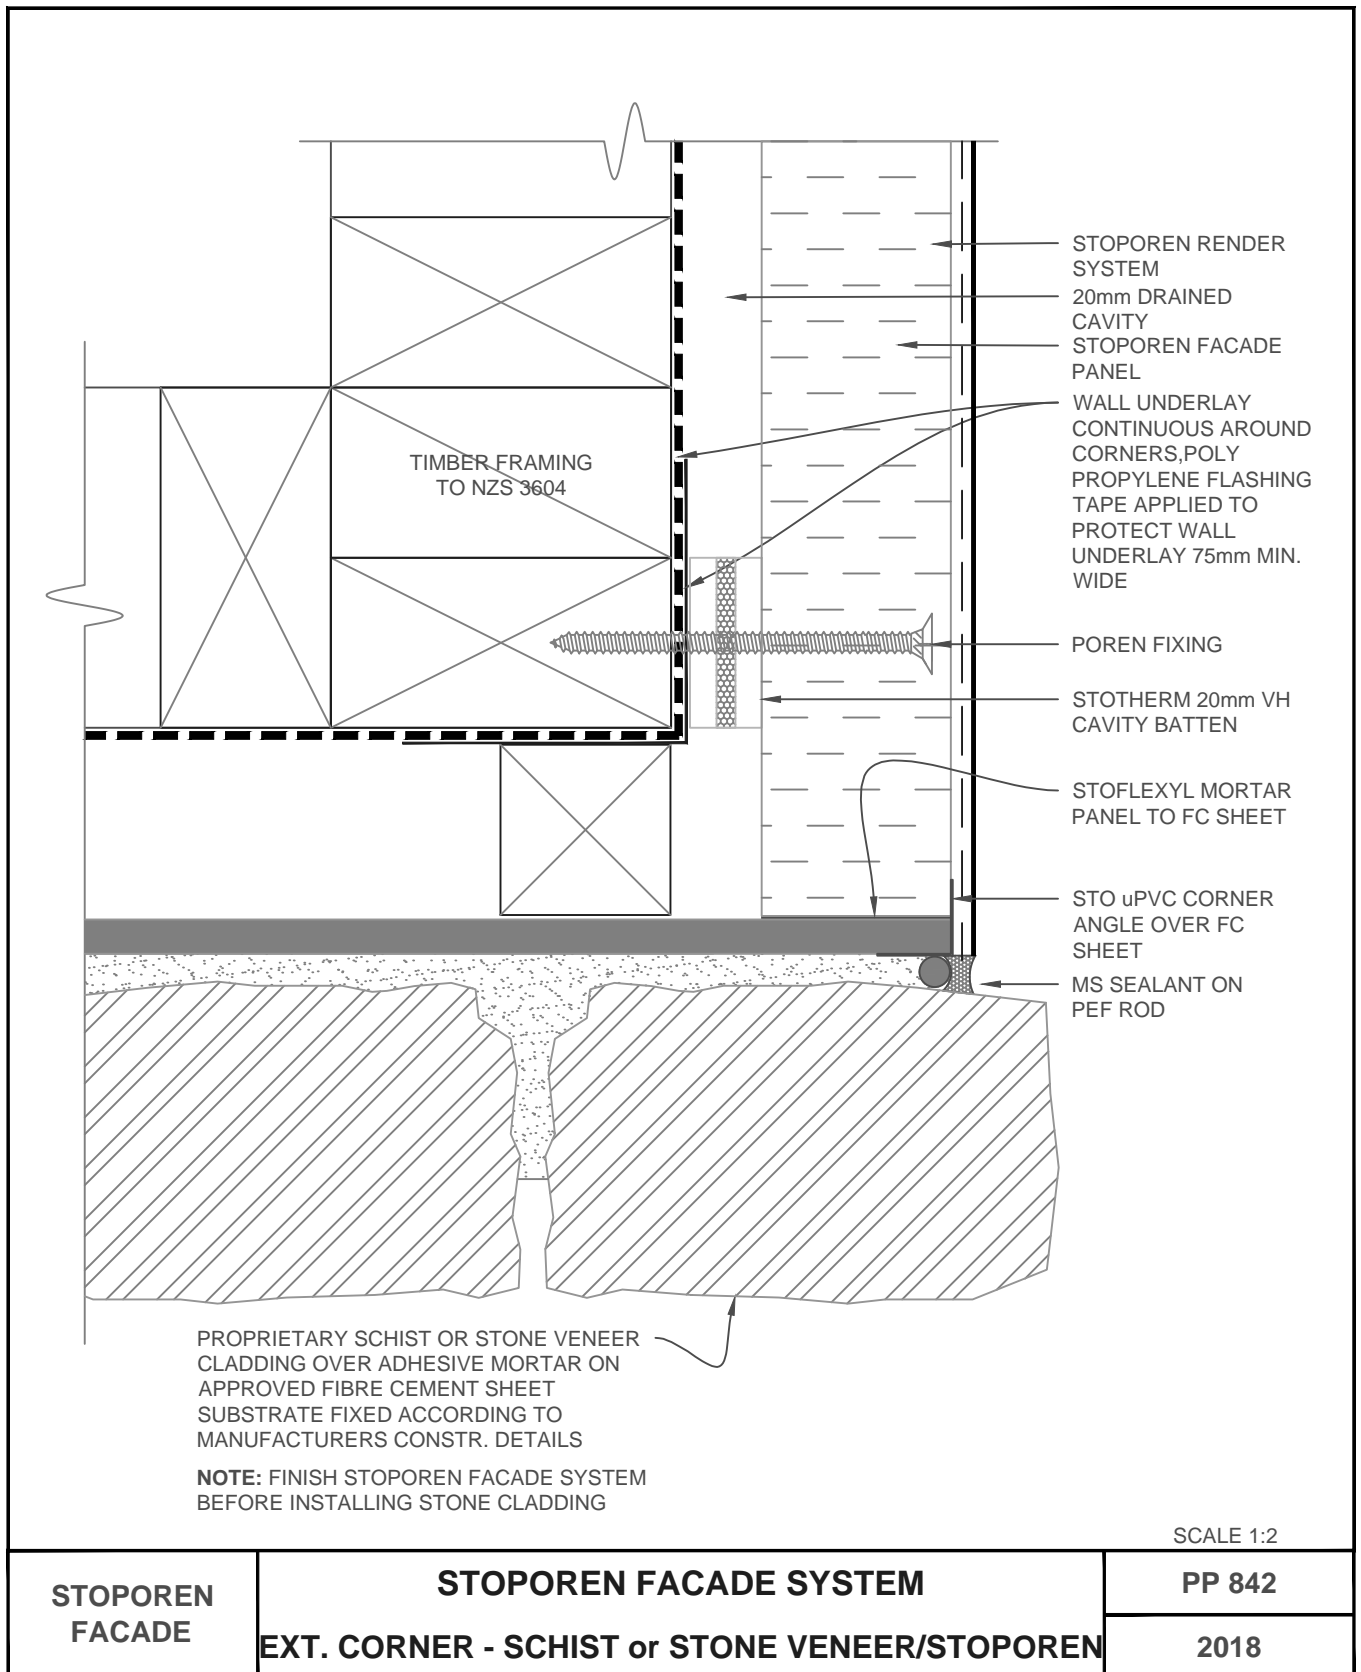 STOPOREN RENDER
SYSTEM
20mm DRAINED
CAVITY
STOPOREN FACADE
PANEL
WALL UNDERLAY
CONTINUOUS AROUND
CORNERS,POLY
PROPYLENE FLASHING
TAPE APPLIED TO
PROTECT WALL
UNDERLAY 75mm MIN.
WIDE
TIMBER FRAMING
TO NZS 3604
POREN FIXING
STOTHERM 20mm VH
CAVITY BATTEN
STOFLEXYL MORTAR
PANEL TO FC SHEET
STO uPVC CORNER
ANGLE OVER FC
SHEET
MS SEALANT ON
PEF ROD
PROPRIETARY SCHIST OR STONE VENEER
CLADDING OVER ADHESIVE MORTAR ON
APPROVED FIBRE CEMENT SHEET
SUBSTRATE FIXED ACCORDING TO
MANUFACTURERS CONSTR. DETAILS
NOTE: FINISH STOPOREN FACADE SYSTEM
BEFORE INSTALLING STONE CLADDING
SCALE 1:2
STOPOREN
FACADE
STOPOREN FACADE SYSTEM
EXT. CORNER - SCHIST or STONE VENEER/STOPOREN
PP 842
2018